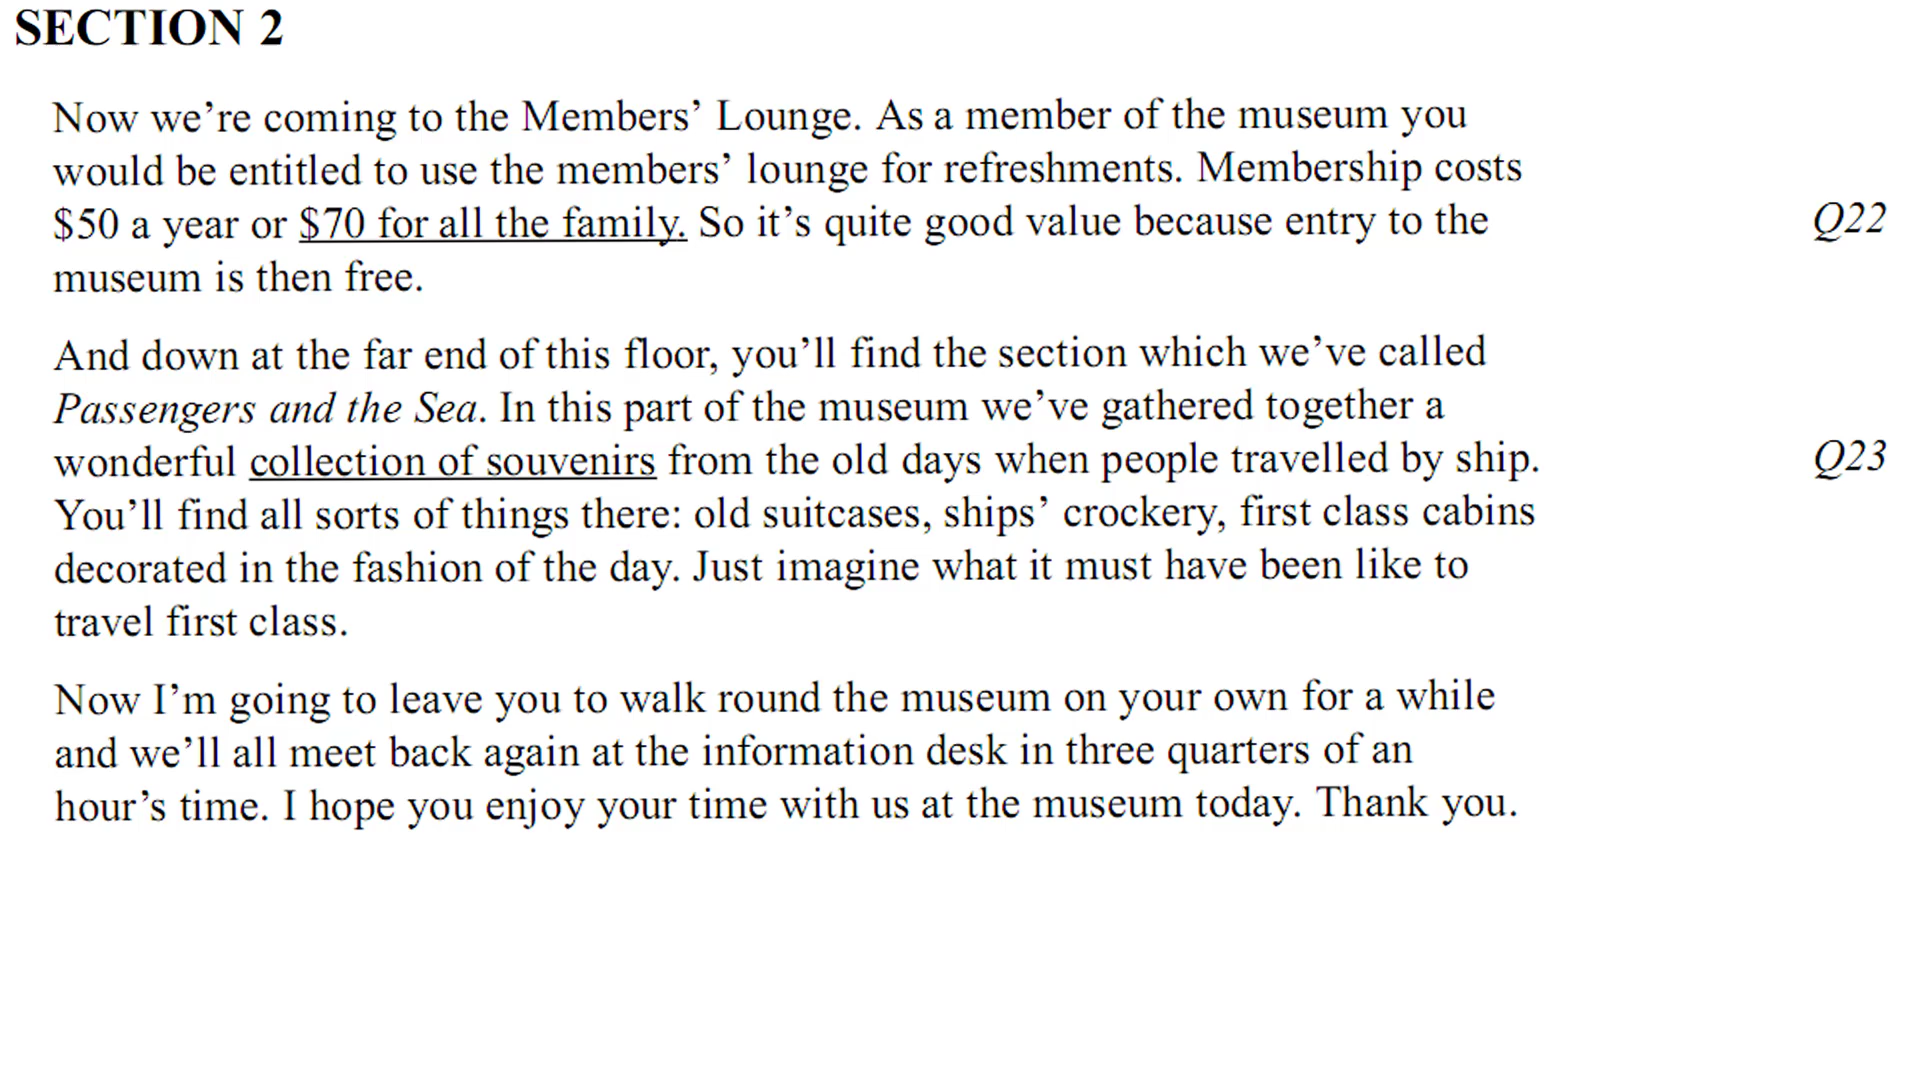 SECTION 2
Now we’re coming to the Members’ Lounge. As a member of the museum you
would be entitled to use the members’ lounge for refreshments. Membership costs
$50 a year or $70 for all the family. So it’s quite good value because entry to the Q22
museum is then free.
And down at the far end of this floor, you’ll find the section which we’ve called
Passengers and the Sea. In this part of the museum we’ve gathered together a
wonderful collection of souvenirs from the old days when people travelled by ship. Q23
You’ll find all sorts of things there: old suitcases, ships’ crockery, first class cabins
decorated in the fashion of the day. Just imagine what it must have been like to
travel first class.
Now I’m going to leave you to walk round the museum on your own for a while
and we’ll all meet back again at the information desk in three quarters of an
hour’s time. I hope you enjoy your time with us at the museum today. Thank you.